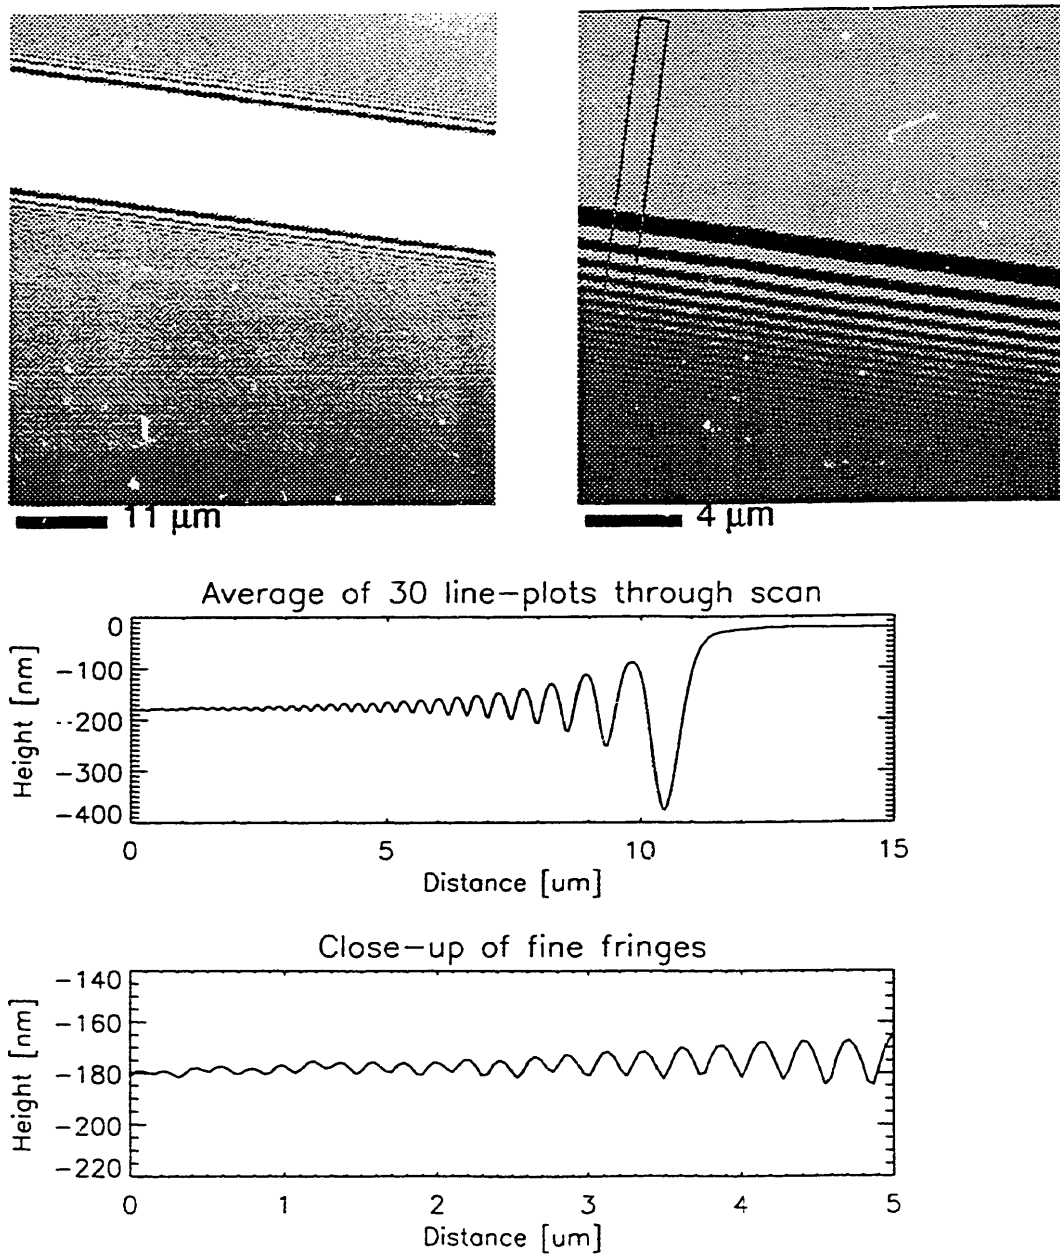 11 µm
4 µm
Average of 30 line-plots through scan
Height [nm]
0
-100
-200
-300
-400
0 5 10 15
Distance [um]
Close-up of fine fringes
Height [nm]
-140
-160
-180
-200
-220
0 1 2 3 4 5
Distance [um]